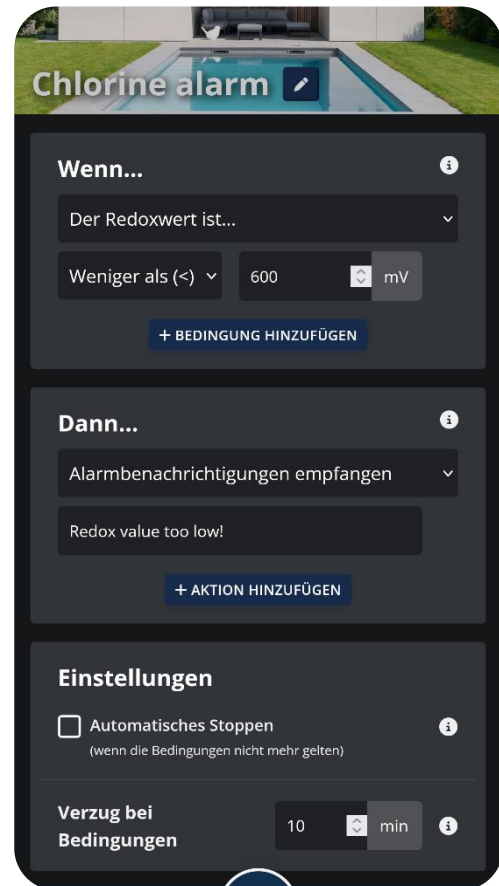 Chlorine alarm
Wenn...
Der Redoxwert ist...
Weniger als (<) 600 mV
+ BEDINGUNG HINZUFÜGEN
Dann...
Alarmbenachrichtigungen empfangen
Redox value too low!
+ AKTION HINZUFÜGEN
Einstellungen
Automatisches Stoppen
(wenn die Bedingungen nicht mehr gelten)
Verzug bei
Bedingungen
10 min